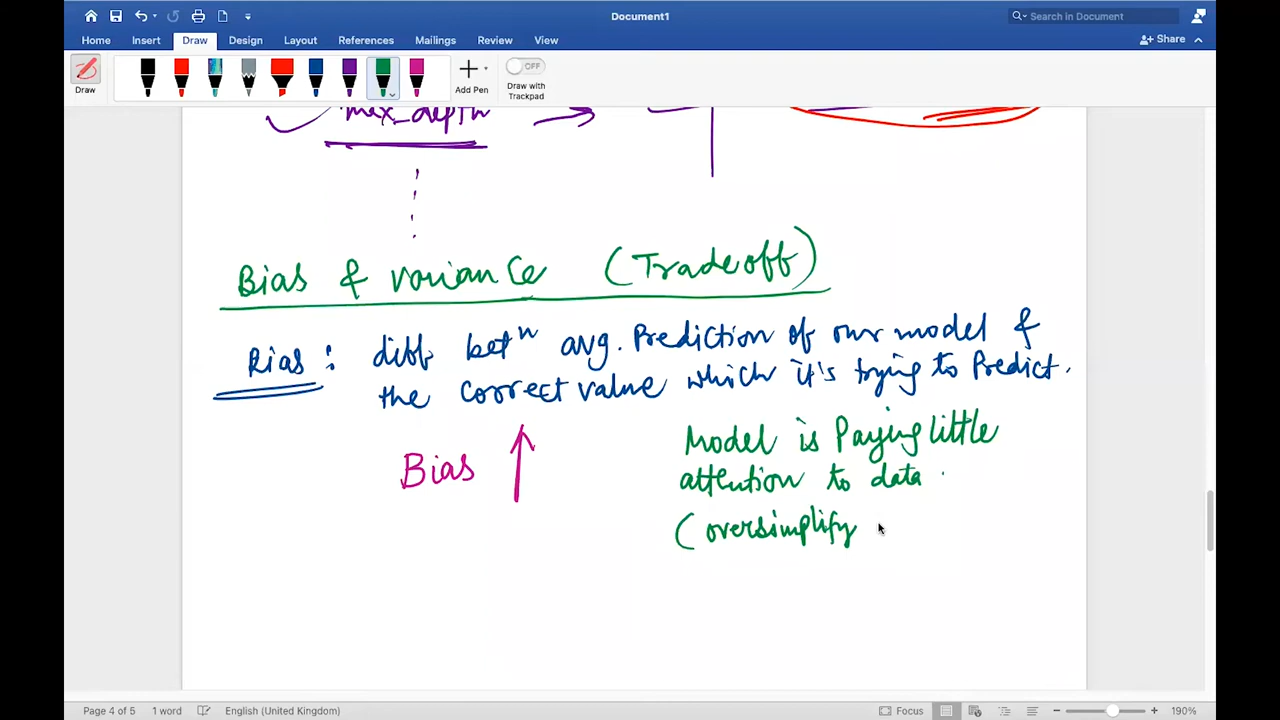 Document1
Search in Document
Home Insert Draw Design Layout References Mailings Review View
Share
Draw
Add Pen
OFF
Draw with
Trackpad
max_depth
Bias & variance (Tradeoff)
Bias : diff betn avg. Prediction of our model &
the correct value which it's trying to Predict.
Bias
Model is Paying little
attention to data .
(oversimplify
Page 4 of 5 1 word English (United Kingdom) Focus 190%